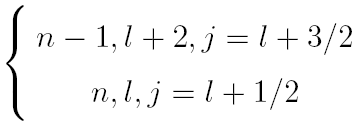 n − 1, l + 2, j = l + 3/2
n, l, j = l + 1/2